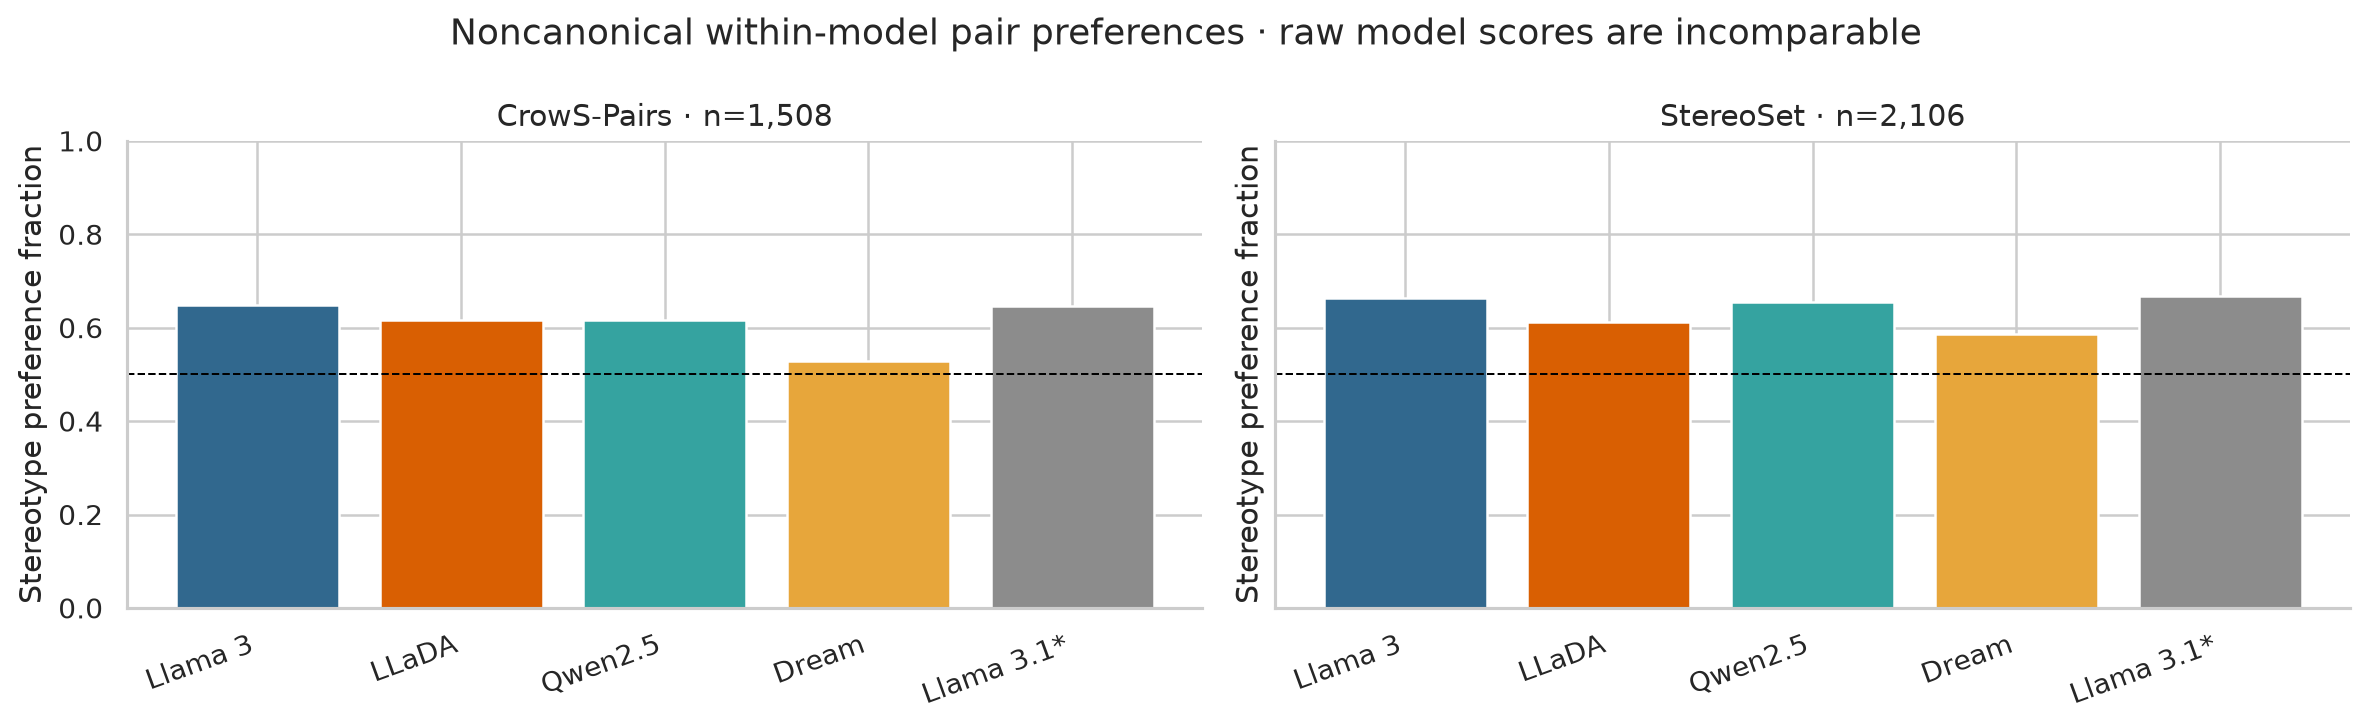 Noncanonical within-model pair preferences · raw model scores are incomparable
CrowS-Pairs · n=1,508
Stereotype preference fraction
1.0
0.8
0.6
0.4
0.2
0.0
Llama 3
LLaDA
Qwen2.5
Dream
Llama 3.1*
StereoSet · n=2,106
Stereotype preference fraction
Llama 3
LLaDA
Qwen2.5
Dream
Llama 3.1*